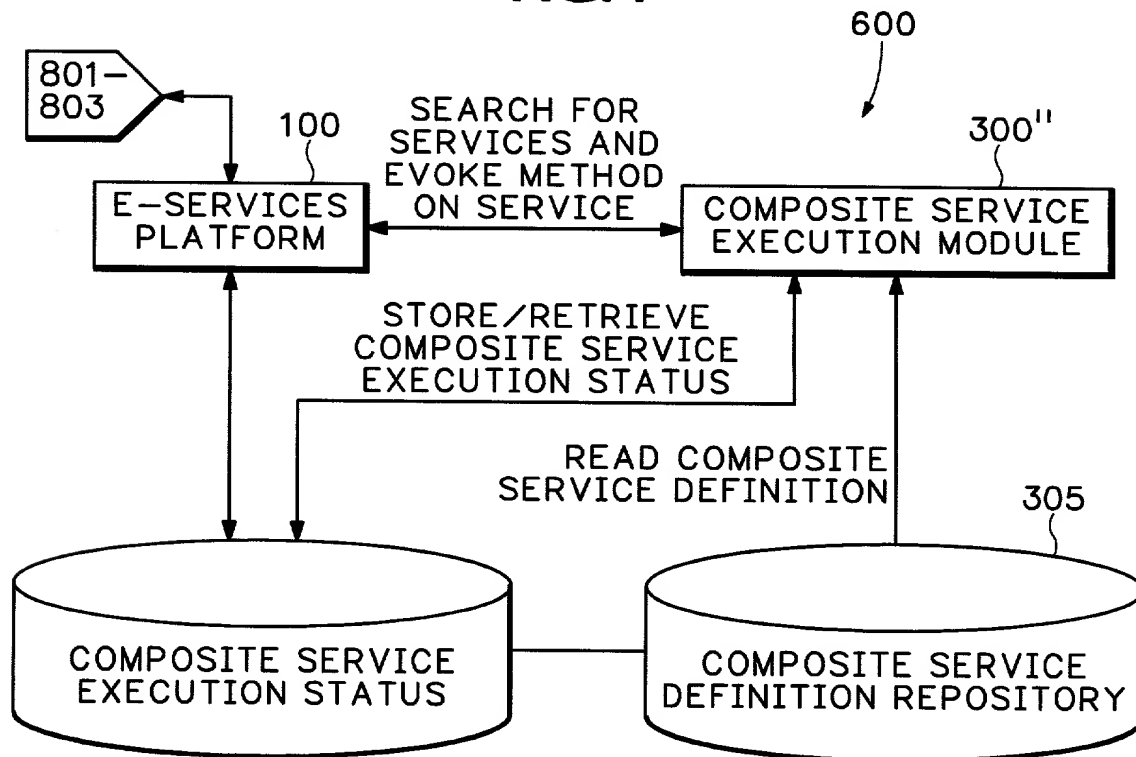 600
801-
803
100
SEARCH FOR
SERVICES AND
EVOKE METHOD
ON SERVICE
300"
E-SERVICES
PLATFORM
COMPOSITE SERVICE
EXECUTION MODULE
STORE/RETRIEVE
COMPOSITE SERVICE
EXECUTION STATUS
READ COMPOSITE
SERVICE DEFINITION
305
COMPOSITE SERVICE
EXECUTION STATUS
COMPOSITE SERVICE
DEFINITION REPOSITORY